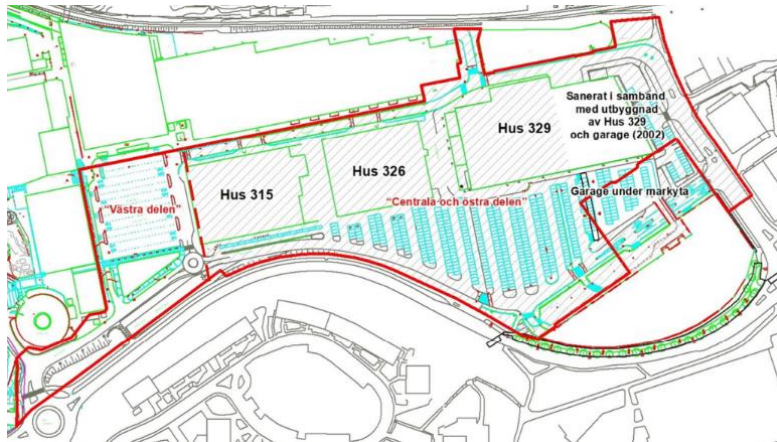 Sanerat i samband
med utbyggnad
av Hus 329
och garage (2002)
Hus 329
Hus 326
Hus 315
Garage under markyta
"Västra delen"
"Centrala och östra delen"